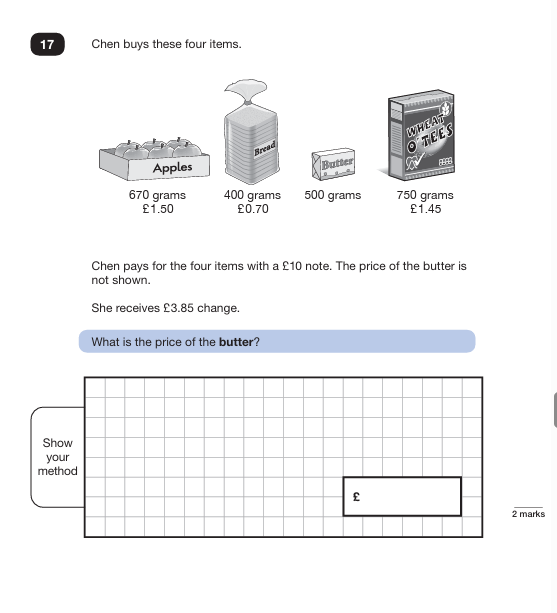 17
Chen buys these four items.
Apples
Bread
Butter
WHEAT
O'TEES
670 grams 400 grams 500 grams 750 grams
£1.50 £0.70 £1.45
Chen pays for the four items with a £10 note. The price of the butter is
not shown.
She receives £3.85 change.
What is the price of the butter?
Show
your
method
£
2 marks